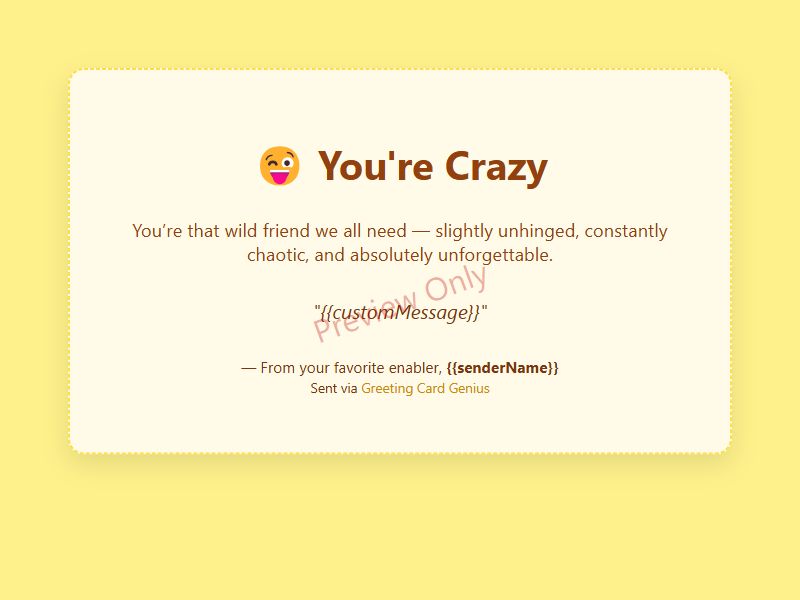 😜 You're Crazy
You’re that wild friend we all need — slightly unhinged, constantly
chaotic, and absolutely unforgettable.
Preview Only
"{{customMessage}}"
— From your favorite enabler, {{senderName}}
Sent via Greeting Card Genius